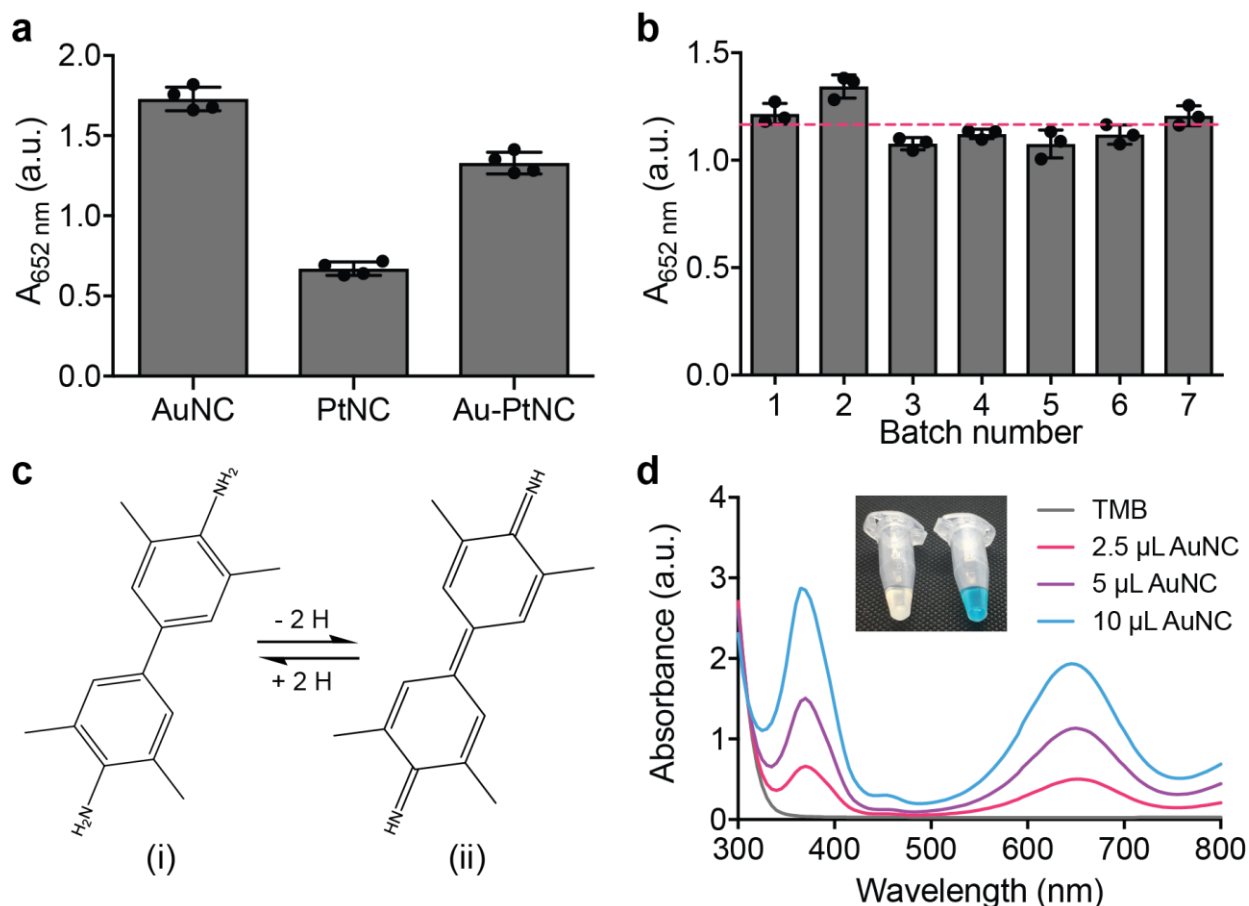 a
A652 nm (a.u.)
2.0
1.5
1.0
0.5
0.0
AuNC PtNC Au-PtNC
b
A652 nm (a.u.)
1.5
1.0
0.5
0.0
1 2 3 4 5 6 7
Batch number
c
NH2
H2N
(i)
- 2 H
+ 2 H
NH
HN
(ii)
d
Absorbance (a.u.)
4
3
2
1
0
300 400 500 600 700 800
Wavelength (nm)
TMB
2.5 µL AuNC
5 µL AuNC
10 µL AuNC